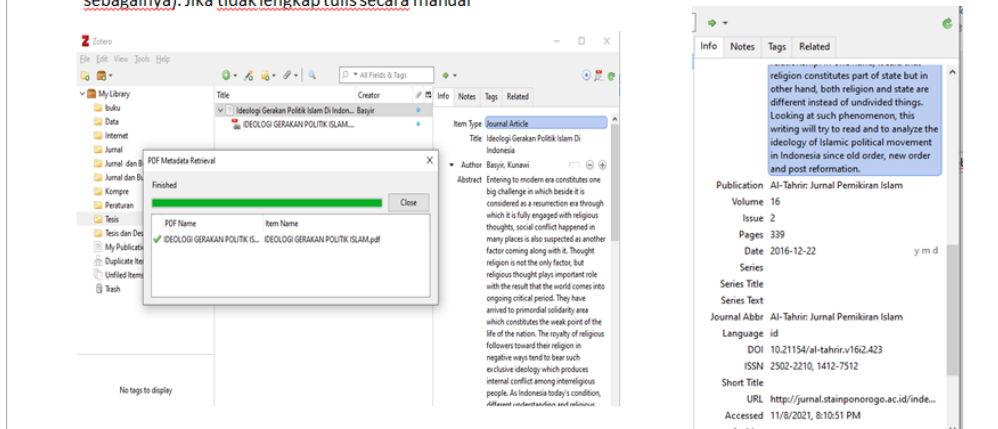 sebagainya). Jika tidak lengkap tulis secara manual
Zotero
File Edit View Tools Help
All Fields & Tags
My Library
buku
Data
Internet
Jurnal
Jurnal dan B
Jurnal dan Bu
Kompre
Peraturan
Tesis
Tesis dan Des
My Publicati
Duplicate Ite
Unfiled Items
Trash
No tags to display
Title Creator
Ideologi Gerakan Politik Islam Di Indon... Basyir
IDEOLOGI GERAKAN POLITIK ISLAM....
PDF Metadata Retrieval X
Finished
Close
PDF Name Item Name
IDEOLOGI GERAKAN POLITIK IS... IDEOLOGI GERAKAN POLITIK ISLAM.pdf
Info Notes Tags Related
Item Type Journal Article
Title Ideologi Gerakan Politik Islam Di
Indonesia
Author Basyir, Kunawi
Abstract Entering to modern era constitutes one
big challenge in which beside it is
considered as a resurrection era through
which it is fully engaged with religious
thoughts, social conflict happened in
many places is also suspected as another
factor coming along with it. Thought
religion is not the only factor, but
religious thought plays important role
with the result that the world comes into
ongoing critical period. They have
arrived to primordial solidarity area
which constitutes the weak point of the
life of the nation. The royalty of religious
followers toward their religion in
negative ways tend to bear such
exclusive ideology which produces
internal conflict among interreligious
people. As Indonesia today's condition,
different understanding and religious
Info Notes Tags Related
religion constitutes part of state but in
other hand, both religion and state are
different instead of undivided things.
Looking at such phenomenon, this
writing will try to read and to analyze the
ideology of Islamic political movement
in Indonesia since old order, new order
and post reformation.
Publication Al-Tahrir: Jurnal Pemikiran Islam
Volume 16
Issue 2
Pages 339
Date 2016-12-22 y m d
Series
Series Title
Series Text
Journal Abbr Al-Tahrir: Jurnal Pemikiran Islam
Language id
DOI 10.21154/al-tahrir.v16i2.423
ISSN 2502-2210, 1412-7512
Short Title
URL http://jurnal.stainponorogo.ac.id/inde...
Accessed 11/8/2021, 8:10:51 PM